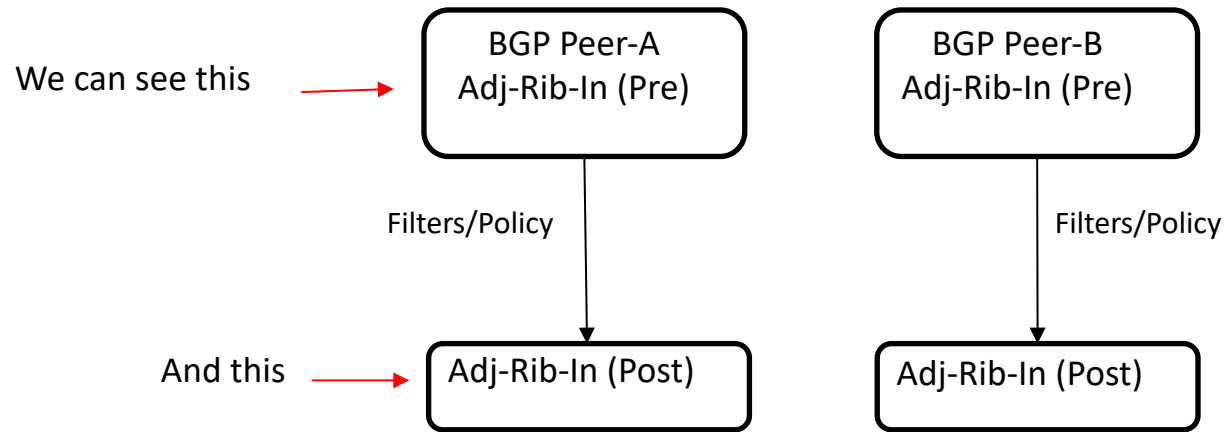 We can see this
BGP Peer-A
Adj-Rib-In (Pre)
BGP Peer-B
Adj-Rib-In (Pre)
Filters/Policy
Filters/Policy
And this
Adj-Rib-In (Post)
Adj-Rib-In (Post)